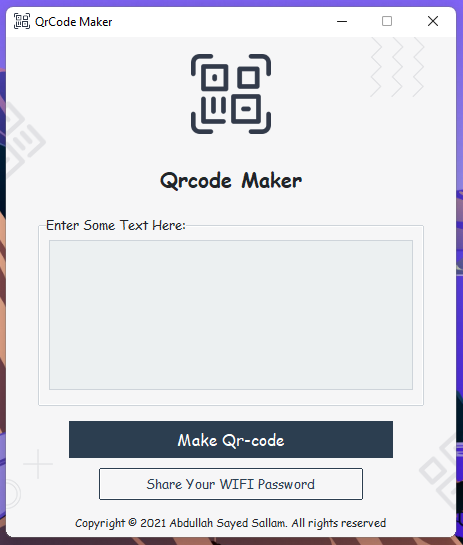 QrCode Maker
Qrcode Maker
Enter Some Text Here:
Make Qr-code
Share Your WIFI Password
Copyright © 2021 Abdullah Sayed Sallam. All rights reserved